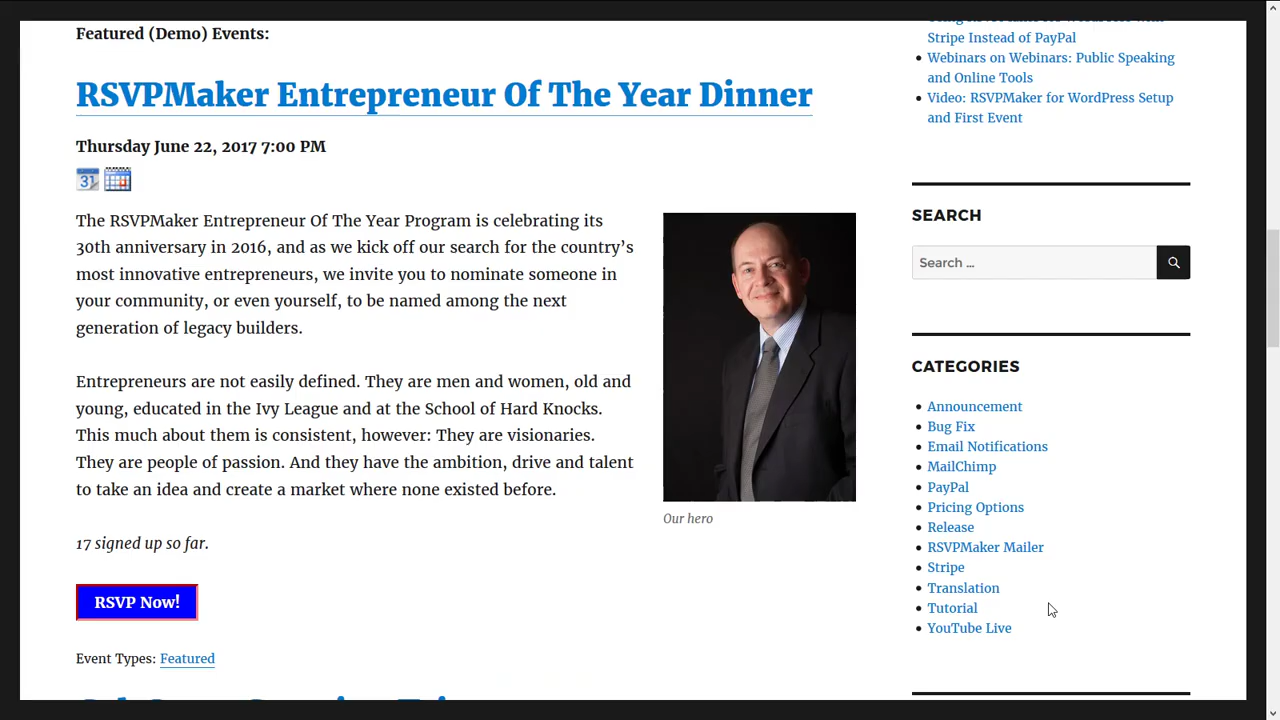 Featured (Demo) Events:
RSVPMaker Entrepreneur Of The Year Dinner
Thursday June 22, 2017 7:00 PM
31
The RSVPMaker Entrepreneur Of The Year Program is celebrating its
30th anniversary in 2016, and as we kick off our search for the country’s
most innovative entrepreneurs, we invite you to nominate someone in
your community, or even yourself, to be named among the next
generation of legacy builders.
Entrepreneurs are not easily defined. They are men and women, old and
young, educated in the Ivy League and at the School of Hard Knocks.
This much about them is consistent, however: They are visionaries.
They are people of passion. And they have the ambition, drive and talent
to take an idea and create a market where none existed before.
Our hero
17 signed up so far.
RSVP Now!
Event Types: Featured
Stripe Instead of PayPal
Webinars on Webinars: Public Speaking
and Online Tools
Video: RSVPMaker for WordPress Setup
and First Event
SEARCH
Search ...
CATEGORIES
Announcement
Bug Fix
Email Notifications
MailChimp
PayPal
Pricing Options
Release
RSVPMaker Mailer
Stripe
Translation
Tutorial
YouTube Live